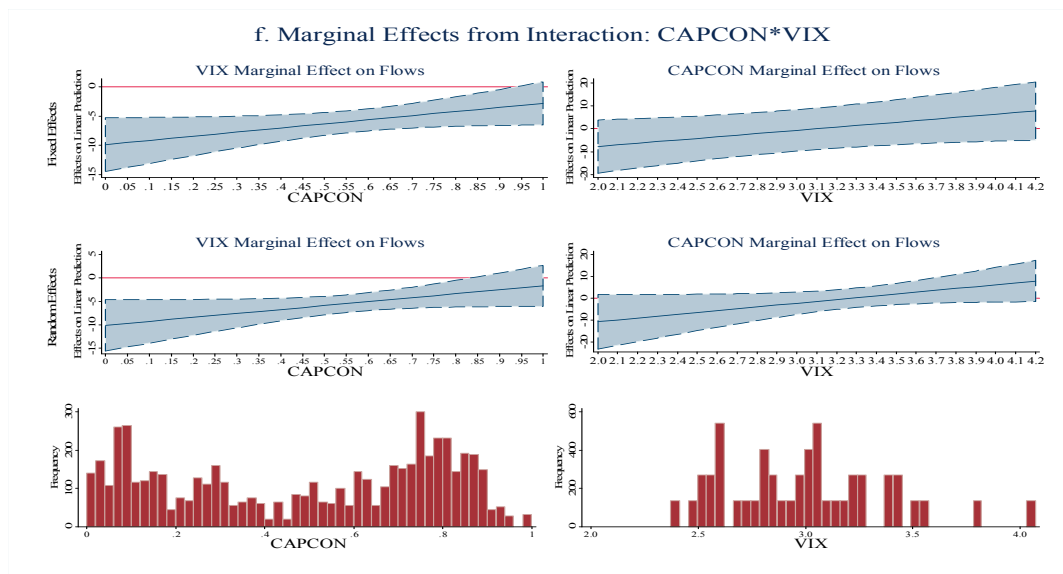 f. Marginal Effects from Interaction: CAPCON*VIX
VIX Marginal Effect on Flows
Fixed Effects
Effects on Linear Prediction
0
-5
-10
-15
0 .05 .1 .15 .2 .25 .3 .35 .4 .45 .5 .55 .6 .65 .7 .75 .8 .85 .9 .95 1
CAPCON
CAPCON Marginal Effect on Flows
Effects on Linear Prediction
20
10
0
-10
-20
2.0 2.1 2.2 2.3 2.4 2.5 2.6 2.7 2.8 2.9 3.0 3.1 3.2 3.3 3.4 3.5 3.6 3.7 3.8 3.9 4.0 4.1 4.2
VIX
VIX Marginal Effect on Flows
Random Effects
Effects on Linear Prediction
5
0
-5
-10
-15
0 .05 .1 .15 .2 .25 .3 .35 .4 .45 .5 .55 .6 .65 .7 .75 .8 .85 .9 .95 1
CAPCON
CAPCON Marginal Effect on Flows
Effects on Linear Prediction
20
10
0
-10
-20
2.0 2.1 2.2 2.3 2.4 2.5 2.6 2.7 2.8 2.9 3.0 3.1 3.2 3.3 3.4 3.5 3.6 3.7 3.8 3.9 4.0 4.1 4.2
VIX
Frequency
300
200
100
0
0 .2 .4 .6 .8 1
CAPCON
Frequency
600
400
200
0
2.0 2.5 3.0 3.5 4.0
VIX